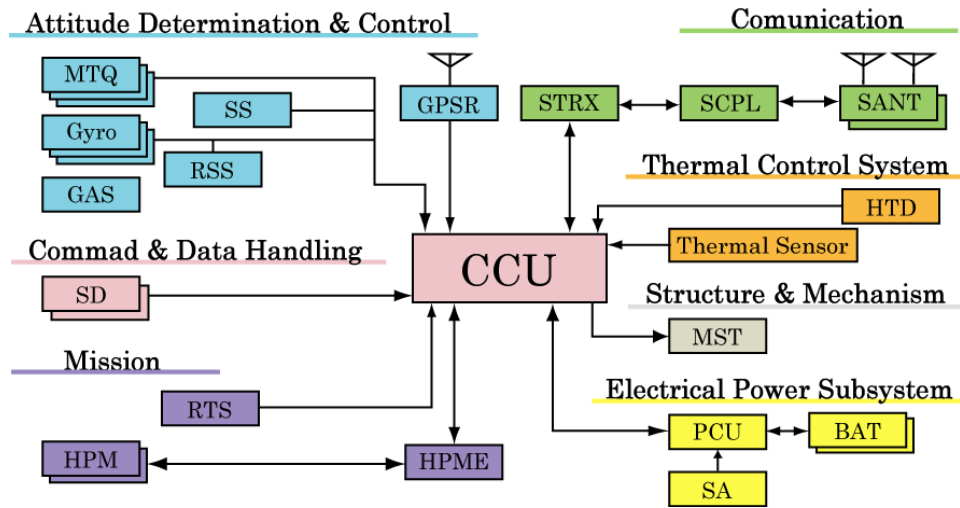 Attitude Determination & Control
MTQ
SS
Gyro
RSS
GAS
GPSR
Comunication
STRX
SCPL
SANT
Thermal Control System
HTD
Thermal Sensor
Commad & Data Handling
SD
CCU
Structure & Mechanism
MST
Mission
RTS
HPM
HPME
Electrical Power Subsystem
PCU
BAT
SA